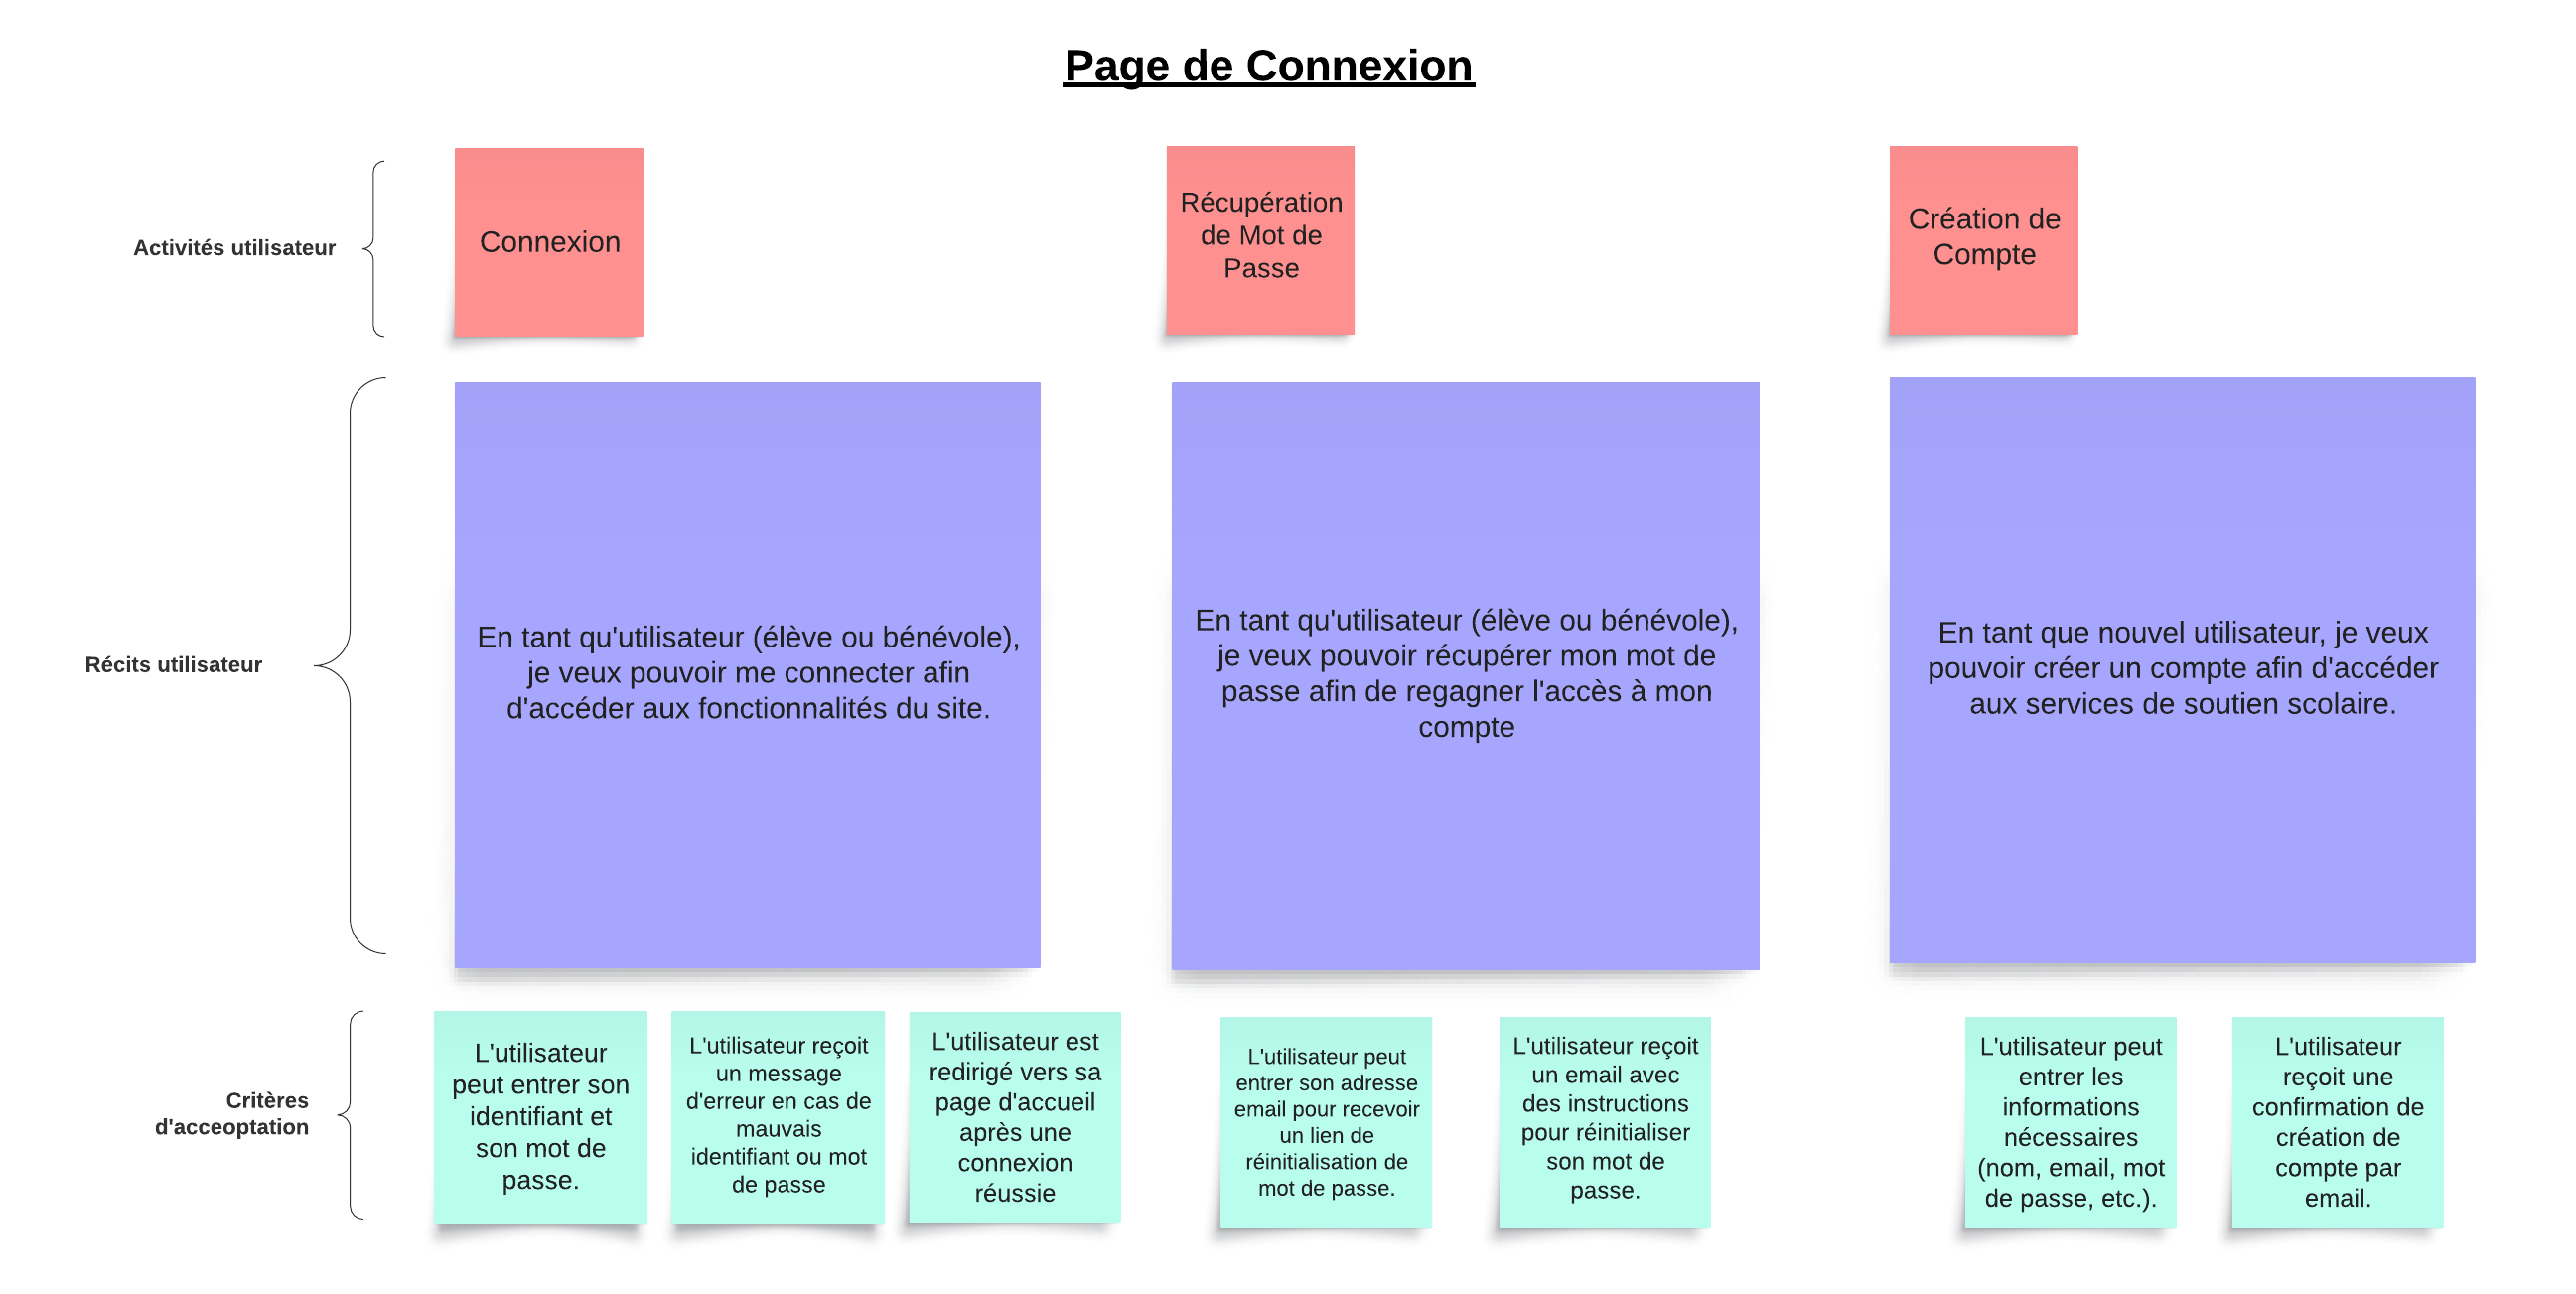 Page de Connexion
Activités utilisateur
Connexion
Récupération
de Mot de
Passe
Création de
Compte
Récits utilisateur
En tant qu'utilisateur (élève ou bénévole),
je veux pouvoir me connecter afin
d'accéder aux fonctionnalités du site.
En tant qu'utilisateur (élève ou bénévole),
je veux pouvoir récupérer mon mot de
passe afin de regagner l'accès à mon
compte
En tant que nouvel utilisateur, je veux
pouvoir créer un compte afin d'accéder
aux services de soutien scolaire.
Critères
d'acceoptation
L'utilisateur
peut entrer son
identifiant et
son mot de
passe.
L'utilisateur reçoit
un message
d'erreur en cas de
mauvais
identifiant ou mot
de passe
L'utilisateur est
redirigé vers sa
page d'accueil
après une
connexion
réussie
L'utilisateur peut
entrer son adresse
email pour recevoir
un lien de
réinitialisation de
mot de passe.
L'utilisateur reçoit
un email avec
des instructions
pour réinitialiser
son mot de
passe.
L'utilisateur peut
entrer les
informations
nécessaires
(nom, email, mot
de passe, etc.).
L'utilisateur
reçoit une
confirmation de
création de
compte par
email.